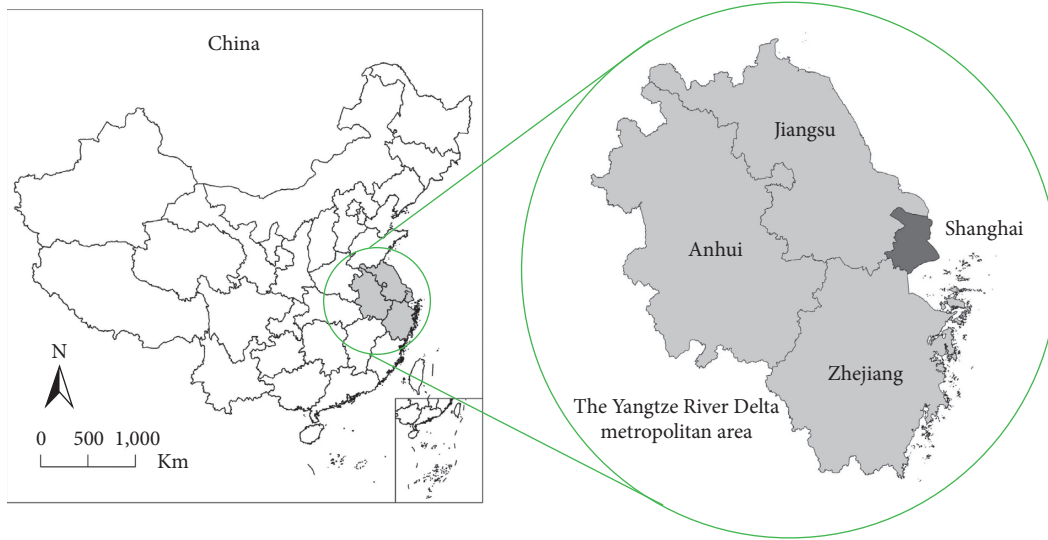 China
N
0 500 1,000
Km
Jiangsu
Shanghai
Anhui
Zhejiang
The Yangtze River Delta
metropolitan area